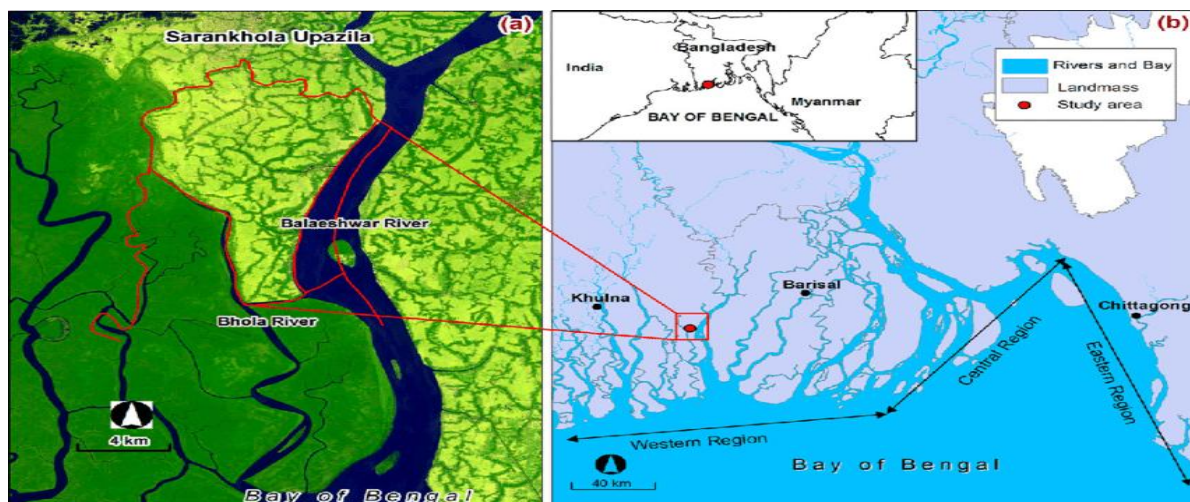 (a)
Sarankhola Upazila
Balaeshwar River
Bhola River
4 km
Bay of Bengal
(b)
Bangladesh
India
Myanmar
BAY OF BENGAL
Rivers and Bay
Landmass
Study area
Khulna
Barisal
Chittagong
Central Region
Eastern Region
Western Region
Bay of Bengal
40 km